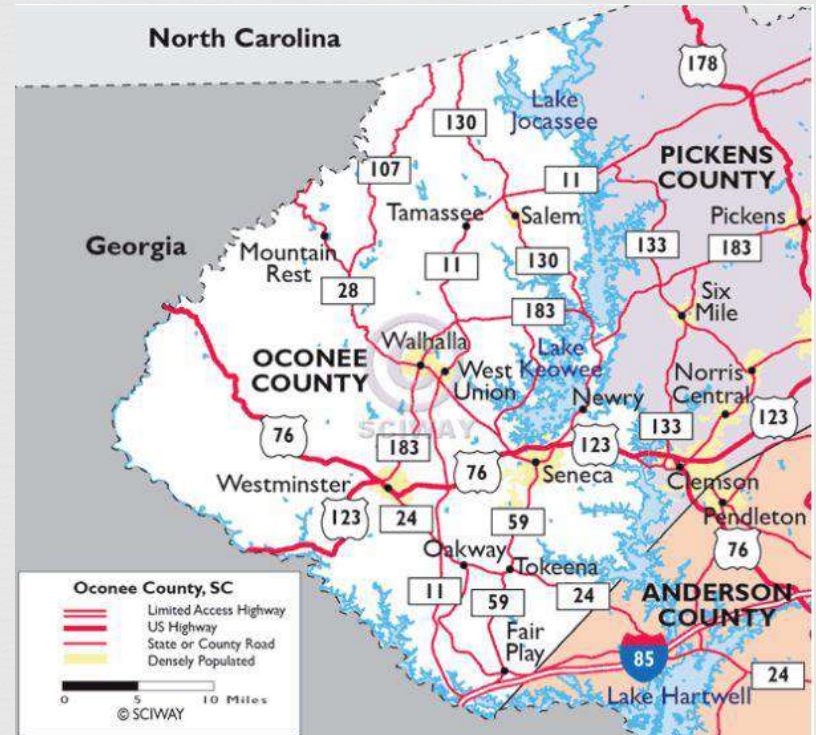 North Carolina
178
Lake
Jocassee
130
PICKENS
COUNTY
107
11
Tamassee
Salem
Pickens
Georgia
Mountain
Rest
133
183
11
130
28
183
Six
Mile
Walhalla
Lake
Keowee
OCONEE
COUNTY
West
Union
Norris
Central
Newry
SCIWAY
76
183
123
133
123
76
Seneca
Clemson
Westminster
123
24
59
Pendleton
76
Oakway
Tokeena
11
59
24
ANDERSON
COUNTY
Fair
Play
85
24
Lake Hartwell
Oconee County, SC
Limited Access Highway
US Highway
State or County Road
Densely Populated
0 5 10 Miles
© SCIWAY